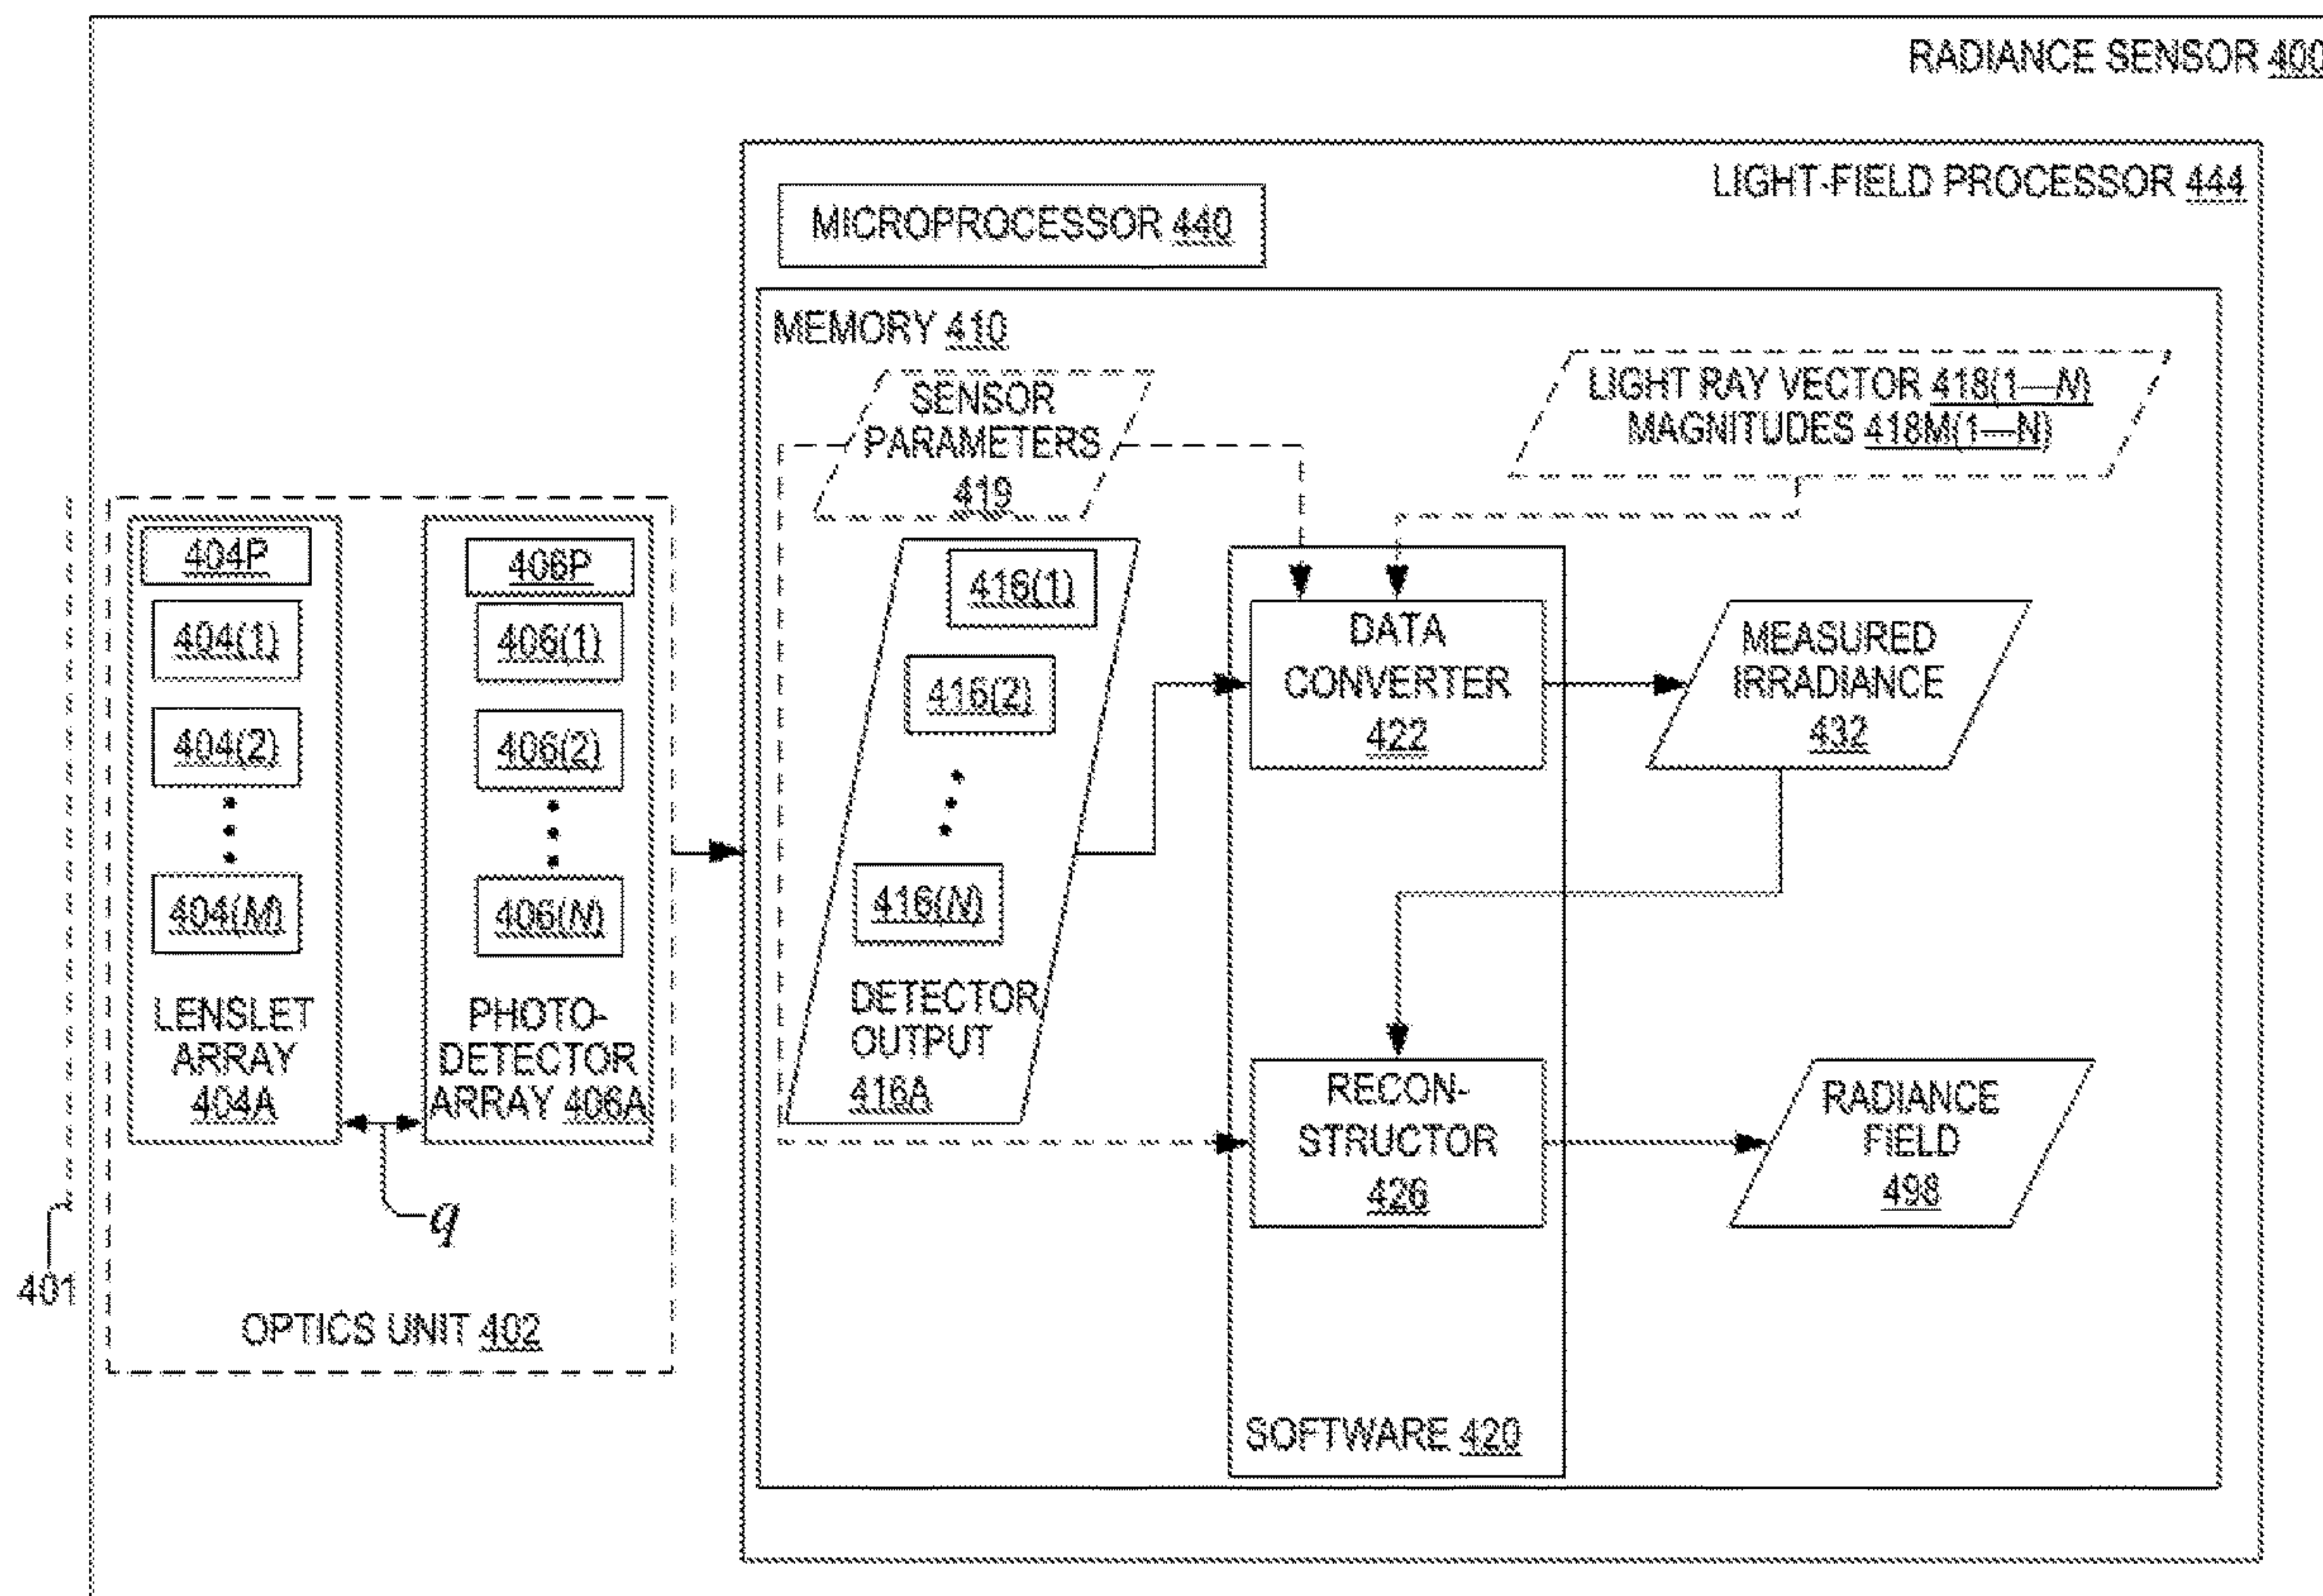 RADIANCE SENSOR 400
LIGHT-FIELD PROCESSOR 444
MICROPROCESSOR 440
MEMORY 410
SENSOR
PARAMETERS
419
LIGHT RAY VECTOR 418(1—N)
MAGNITUDES 418M(1—N)
404P
404(1)
404(2)
404(M)
LENSLET
ARRAY
404A
406P
406(1)
406(2)
406(N)
PHOTO-
DETECTOR
ARRAY 406A
q
401
OPTICS UNIT 402
416(1)
416(2)
416(N)
DETECTOR
OUTPUT
416A
DATA
CONVERTER
422
MEASURED
IRRADIANCE
432
RECON-
STRUCTOR
426
RADIANCE
FIELD
498
SOFTWARE 420